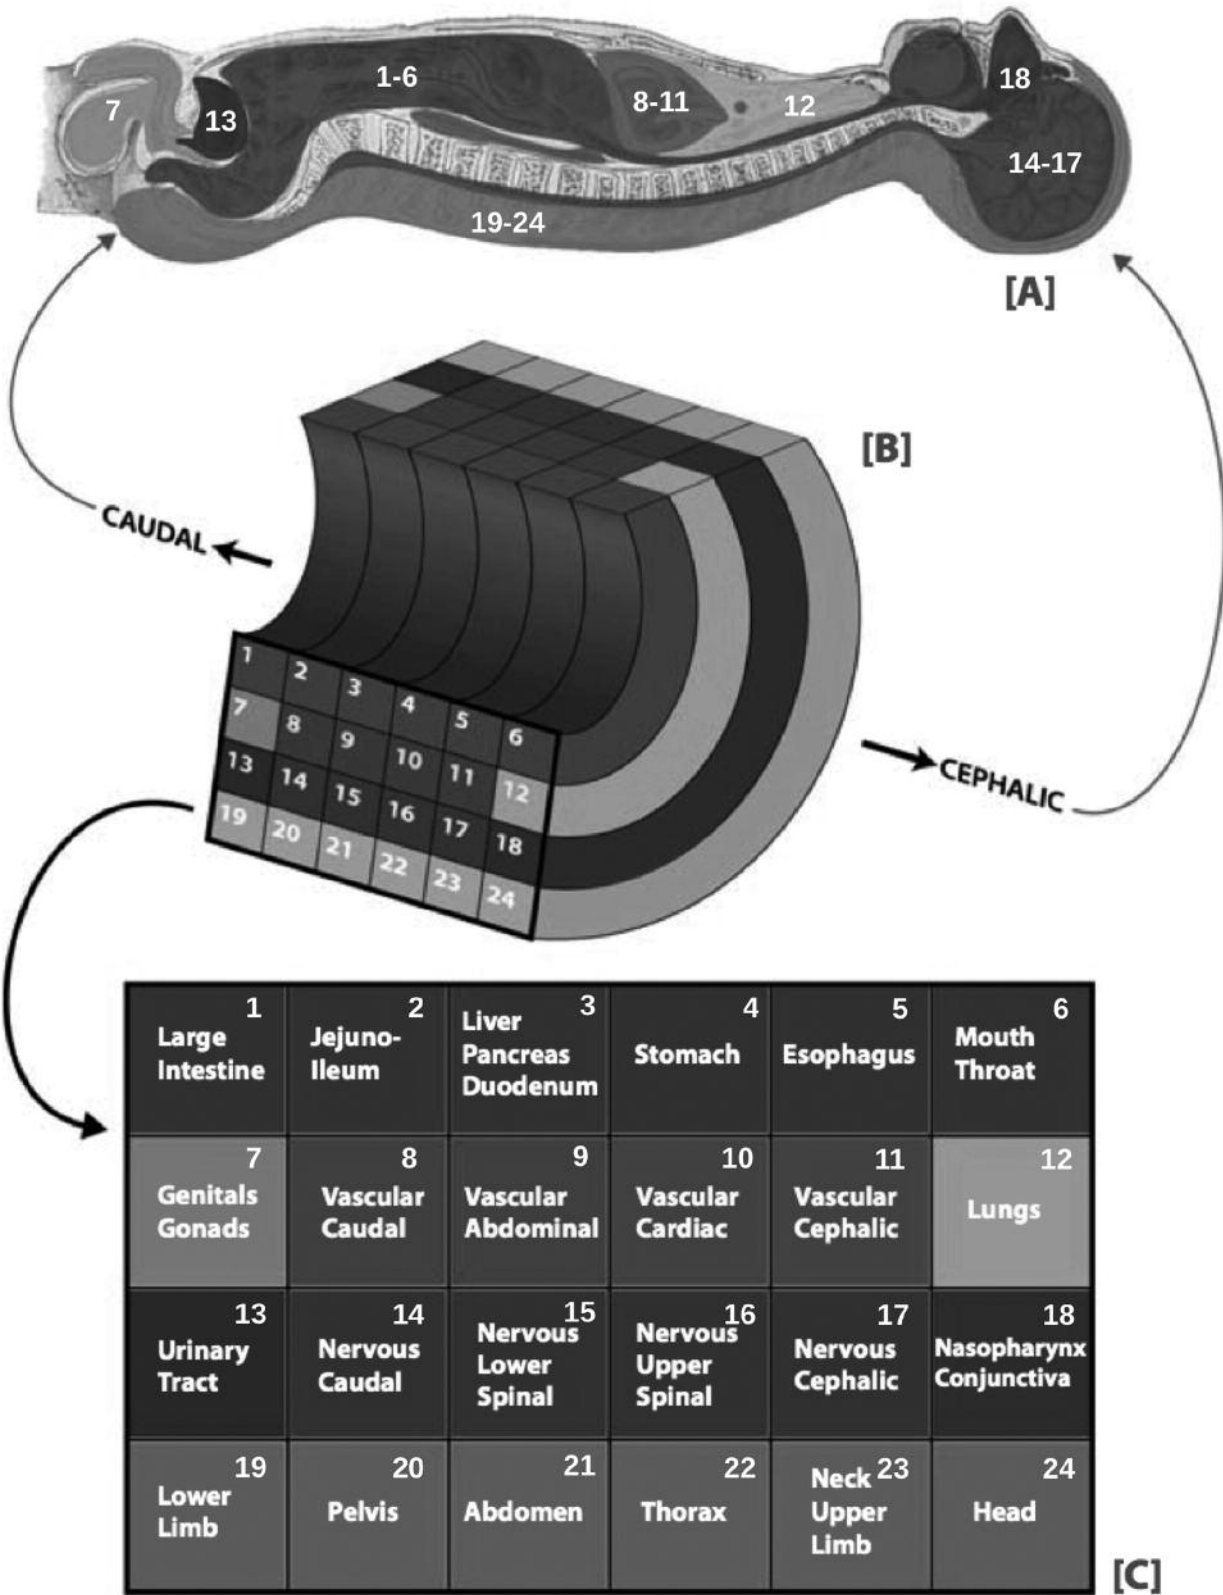 1-6
18
7
13
8-11
12
14-17
19-24
[A]
[B]
CAUDAL
1
2
3
4
5
6
7
8
9
10
11
12
13
14
15
16
17
18
19
20
21
22
23
24
CEPHALIC
1
Large
Intestine
2
Jejuno-
Ileum
3
Liver
Pancreas
Duodenum
4
Stomach
5
Esophagus
6
Mouth
Throat
7
Genitals
Gonads
8
Vascular
Caudal
9
Vascular
Abdominal
10
Vascular
Cardiac
11
Vascular
Cephalic
12
Lungs
13
Urinary
Tract
14
Nervous
Caudal
15
Nervous
Lower
Spinal
16
Nervous
Upper
Spinal
17
Nervous
Cephalic
18
Nasopharynx
Conjunctiva
19
Lower
Limb
20
Pelvis
21
Abdomen
22
Thorax
23
Neck
Upper
Limb
24
Head
[C]